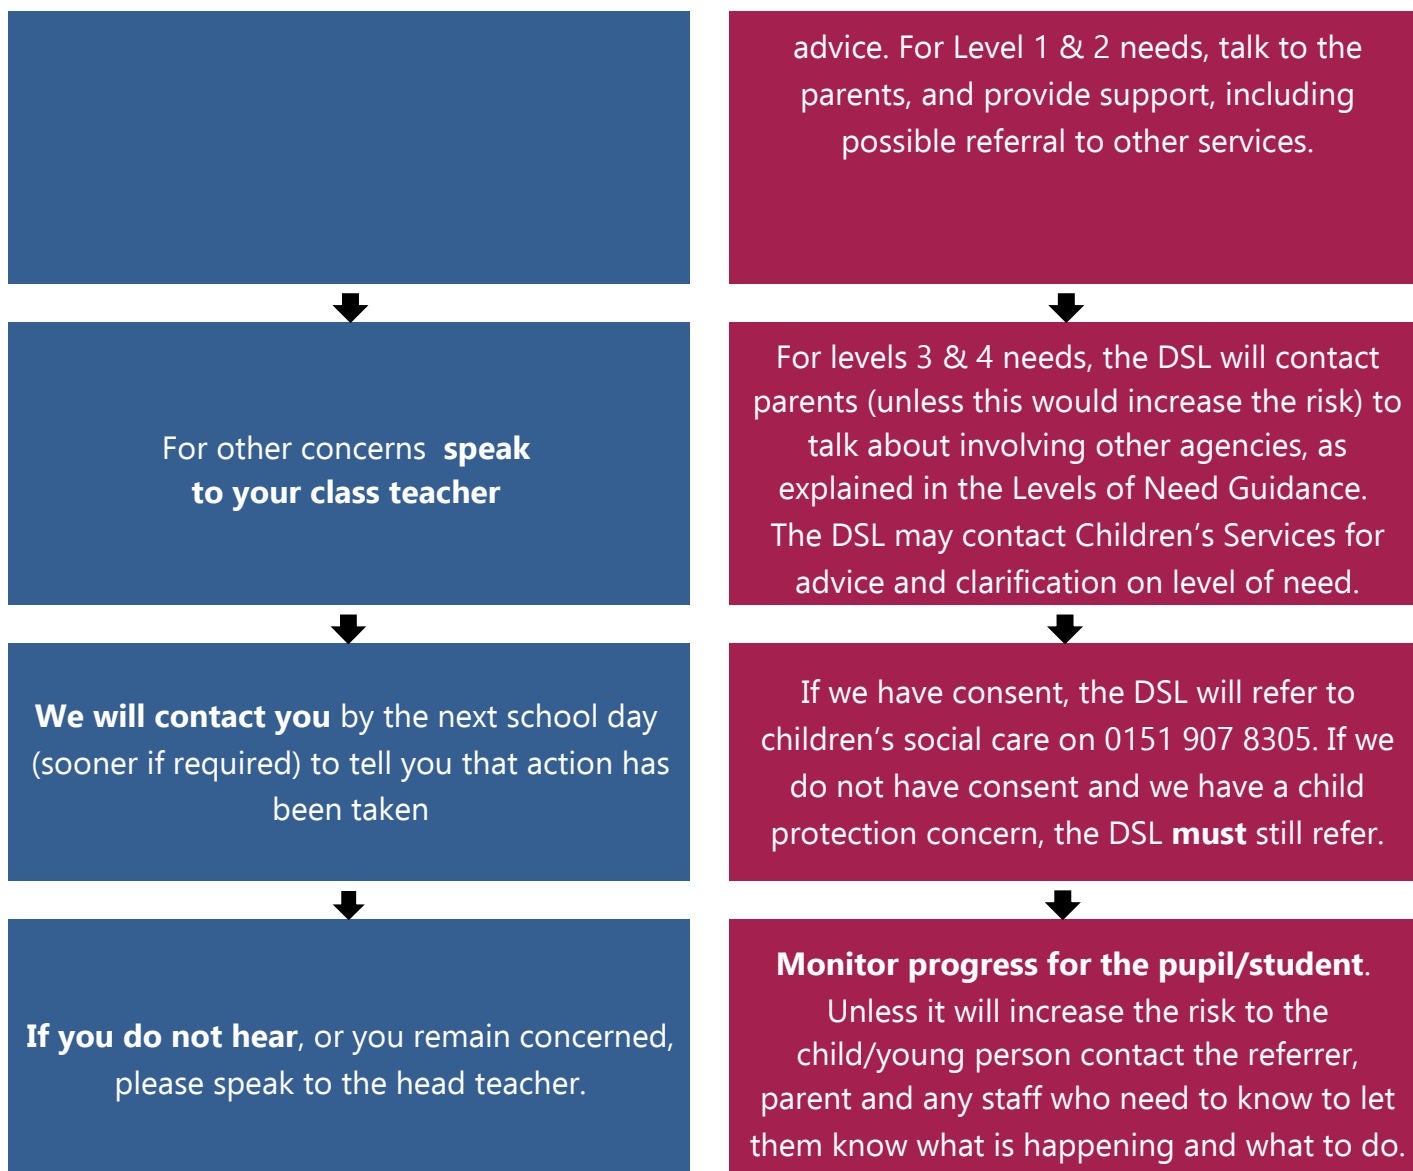 advice. For Level 1 & 2 needs, talk to the
parents, and provide support, including
possible referral to other services.
For other concerns  speak
to your class teacher
For levels 3 & 4 needs, the DSL will contact
parents (unless this would increase the risk) to
talk about involving other agencies, as
explained in the Levels of Need Guidance.
The DSL may contact Children’s Services for
advice and clarification on level of need.
We will contact you by the next school day
(sooner if required) to tell you that action has
been taken
If we have consent, the DSL will refer to
children’s social care on 0151 907 8305. If we
do not have consent and we have a child
protection concern, the DSL must still refer.
If you do not hear, or you remain concerned,
please speak to the head teacher.
Monitor progress for the pupil/student.
Unless it will increase the risk to the
child/young person contact the referrer,
parent and any staff who need to know to let
them know what is happening and what to do.